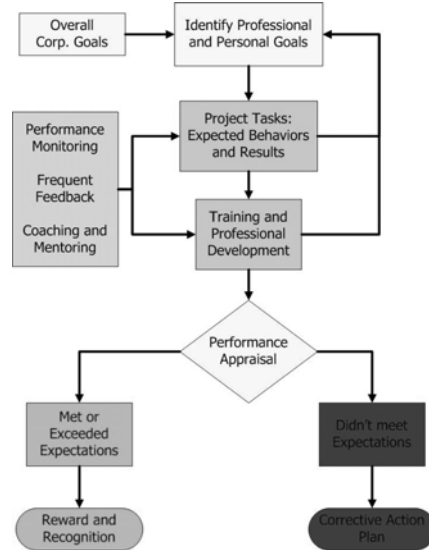 Overall
Corp. Goals
Identify Professional
and Personal Goals
Performance
Monitoring
Frequent
Feedback
Coaching and
Mentoring
Project Tasks:
Expected Behaviors
and Results
Training and
Professional
Development
Performance
Appraisal
Met or
Exceeded
Expectations
Didn't meet
Expectations
Reward and
Recognition
Corrective Action
Plan